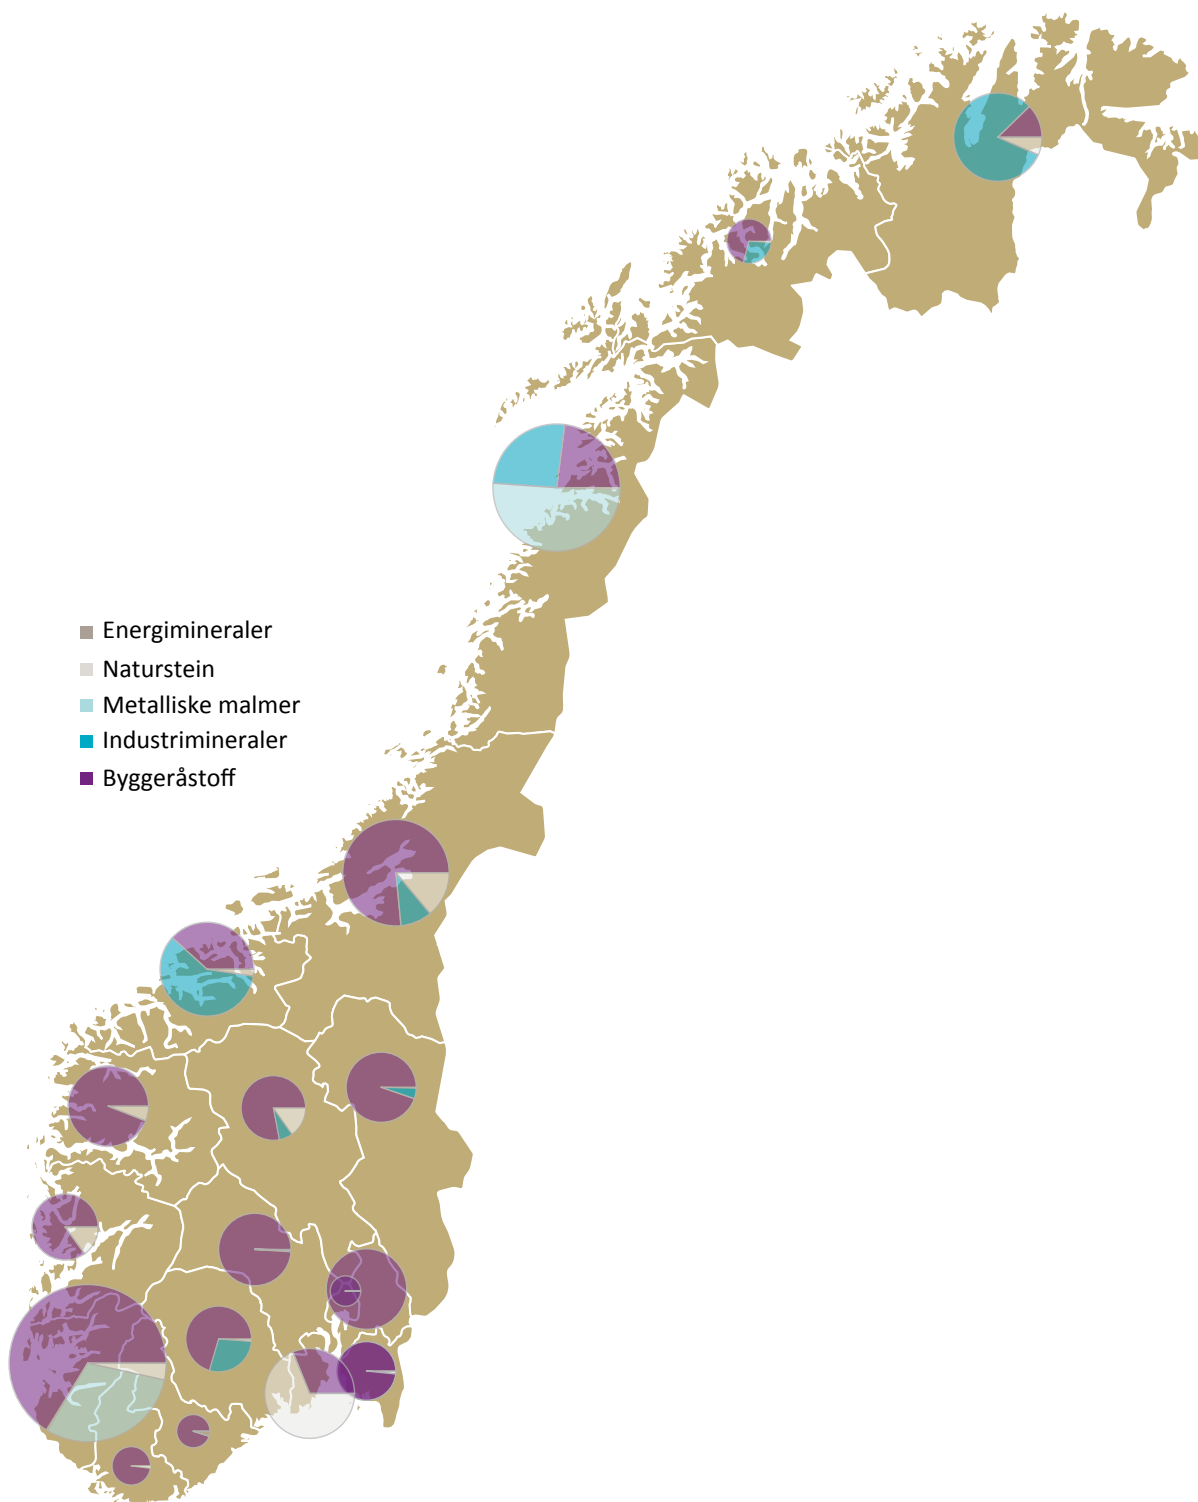 Energimineraler
Naturstein
Metalliske malmer
Industrimineraler
Byggeråstoff